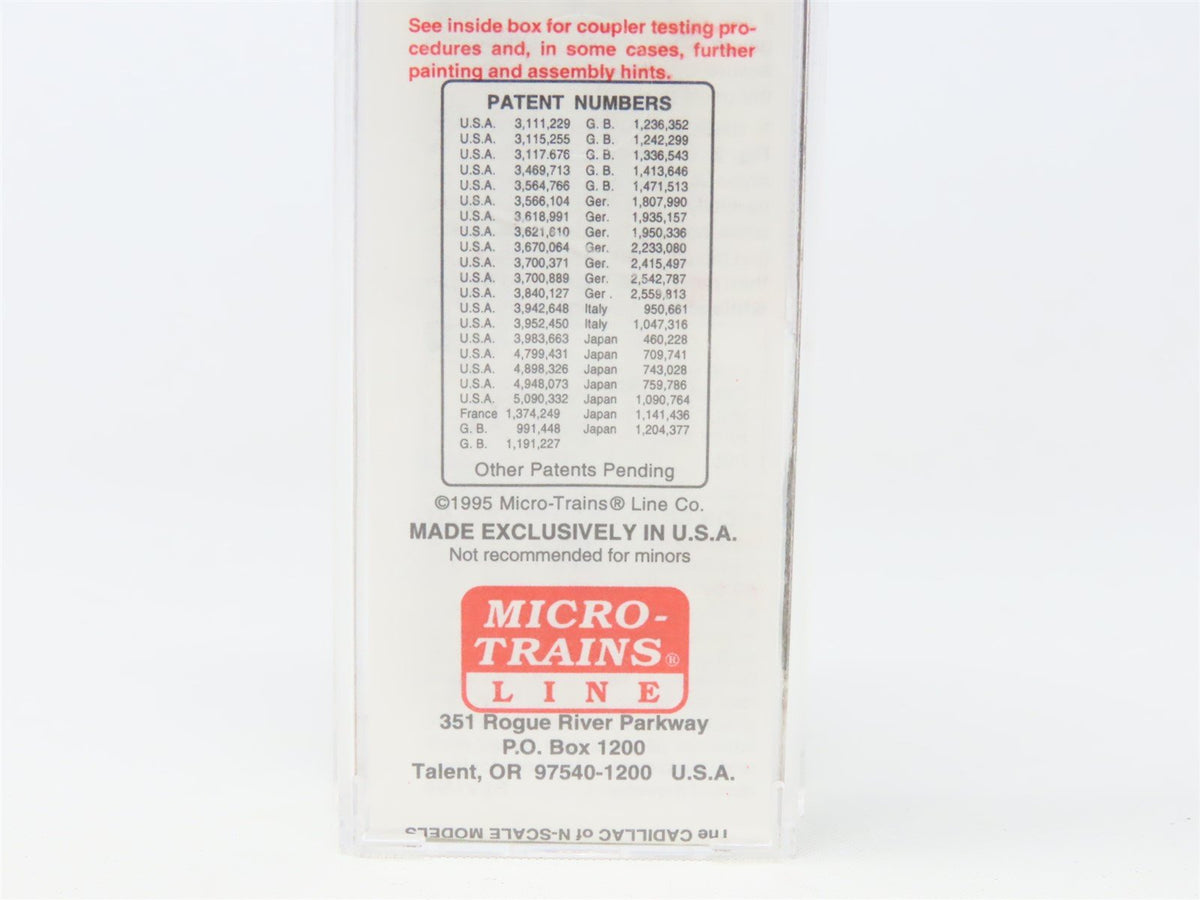 See inside box for coupler testing pro-
cedures and, in some cases, further
painting and assembly hints.
PATENT NUMBERS
U.S.A. 3,111,229 G. B. 1,236,352
U.S.A. 3,115,255 G. B. 1,242,299
U.S.A. 3,117.676 G. B. 1,336,543
U.S.A. 3,469,713 G. B. 1,413,646
U.S.A. 3,564,766 G. B. 1,471,513
U.S.A. 3,566,104 Ger. 1,807,990
U.S.A. 3,618,991 Ger. 1,935,157
U.S.A. 3,621,610 Ger. 1,950,336
U.S.A. 3,670,064 Ger. 2,233,080
U.S.A. 3,700,371 Ger. 2,415,497
U.S.A. 3,700,889 Ger. 2,542,787
U.S.A. 3,840,127 Ger . 2,559,813
U.S.A. 3,942,648 Italy 950,661
U.S.A. 3,952,450 Italy 1,047,316
U.S.A. 3,983,663 Japan 460,228
U.S.A. 4,799,431 Japan 709,741
U.S.A. 4,898,326 Japan 743,028
U.S.A. 4,948,073 Japan 759,786
U.S.A. 5,090,332 Japan 1,090,764
France 1,374,249 Japan 1,141,436
G. B. 991,448 Japan 1,204,377
G. B. 1,191,227
Other Patents Pending
©1995 Micro-Trains® Line Co.
MADE EXCLUSIVELY IN U.S.A.
Not recommended for minors
MICRO-
TRAINS®
LINE
351 Rogue River Parkway
P.O. Box 1200
Talent, OR 97540-1200 U.S.A.
The CADILLAC of N-SCALE MODELS